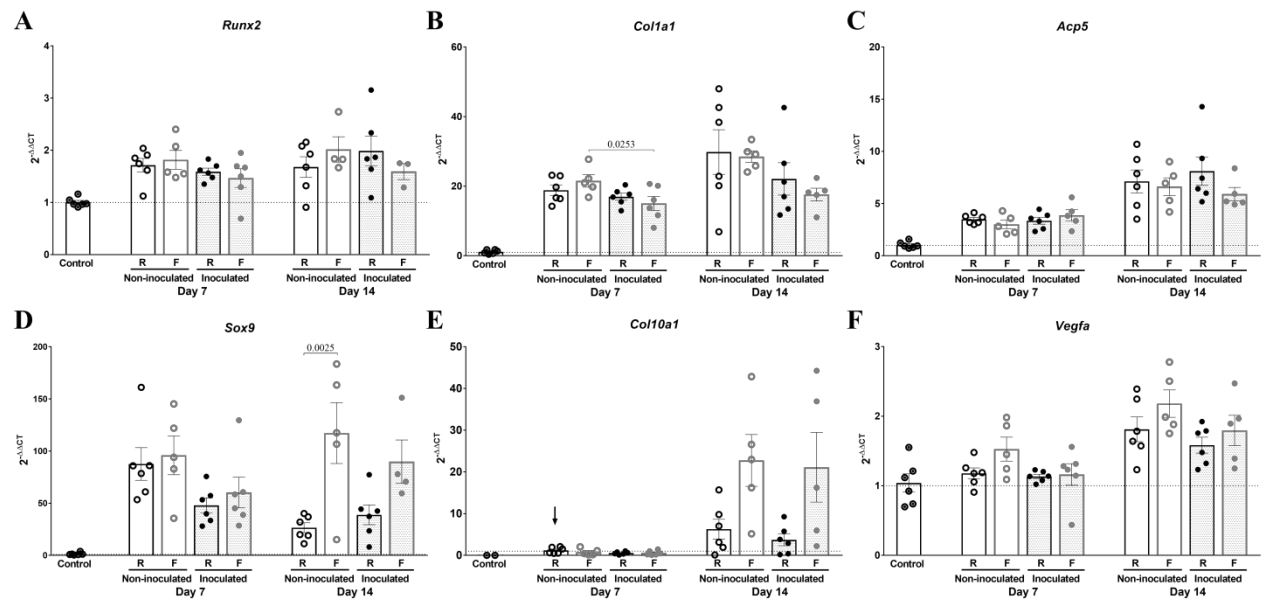 A
Runx2
2-ΔΔCT
4
3
2
1
0
Control
R F R F
Non-inoculated Inoculated
Day 7
R F R F
Non-inoculated Inoculated
Day 14
B
Col1a1
2-ΔΔCT
60
40
20
0
0.0253
Control
R F R F
Non-inoculated Inoculated
Day 7
R F R F
Non-inoculated Inoculated
Day 14
C
Acp5
2-ΔΔCT
20
15
10
5
0
Control
R F R F
Non-inoculated Inoculated
Day 7
R F R F
Non-inoculated Inoculated
Day 14
D
Sox9
2-ΔΔCT
200
150
100
50
0
0.0025
Control
R F R F
Non-inoculated Inoculated
Day 7
R F R F
Non-inoculated Inoculated
Day 14
E
Col10a1
2-ΔΔCT
50
40
30
20
10
0
Control
R F R F
Non-inoculated Inoculated
Day 7
R F R F
Non-inoculated Inoculated
Day 14
F
Vegfa
2-ΔΔCT
3
2
1
0
Control
R F R F
Non-inoculated Inoculated
Day 7
R F R F
Non-inoculated Inoculated
Day 14